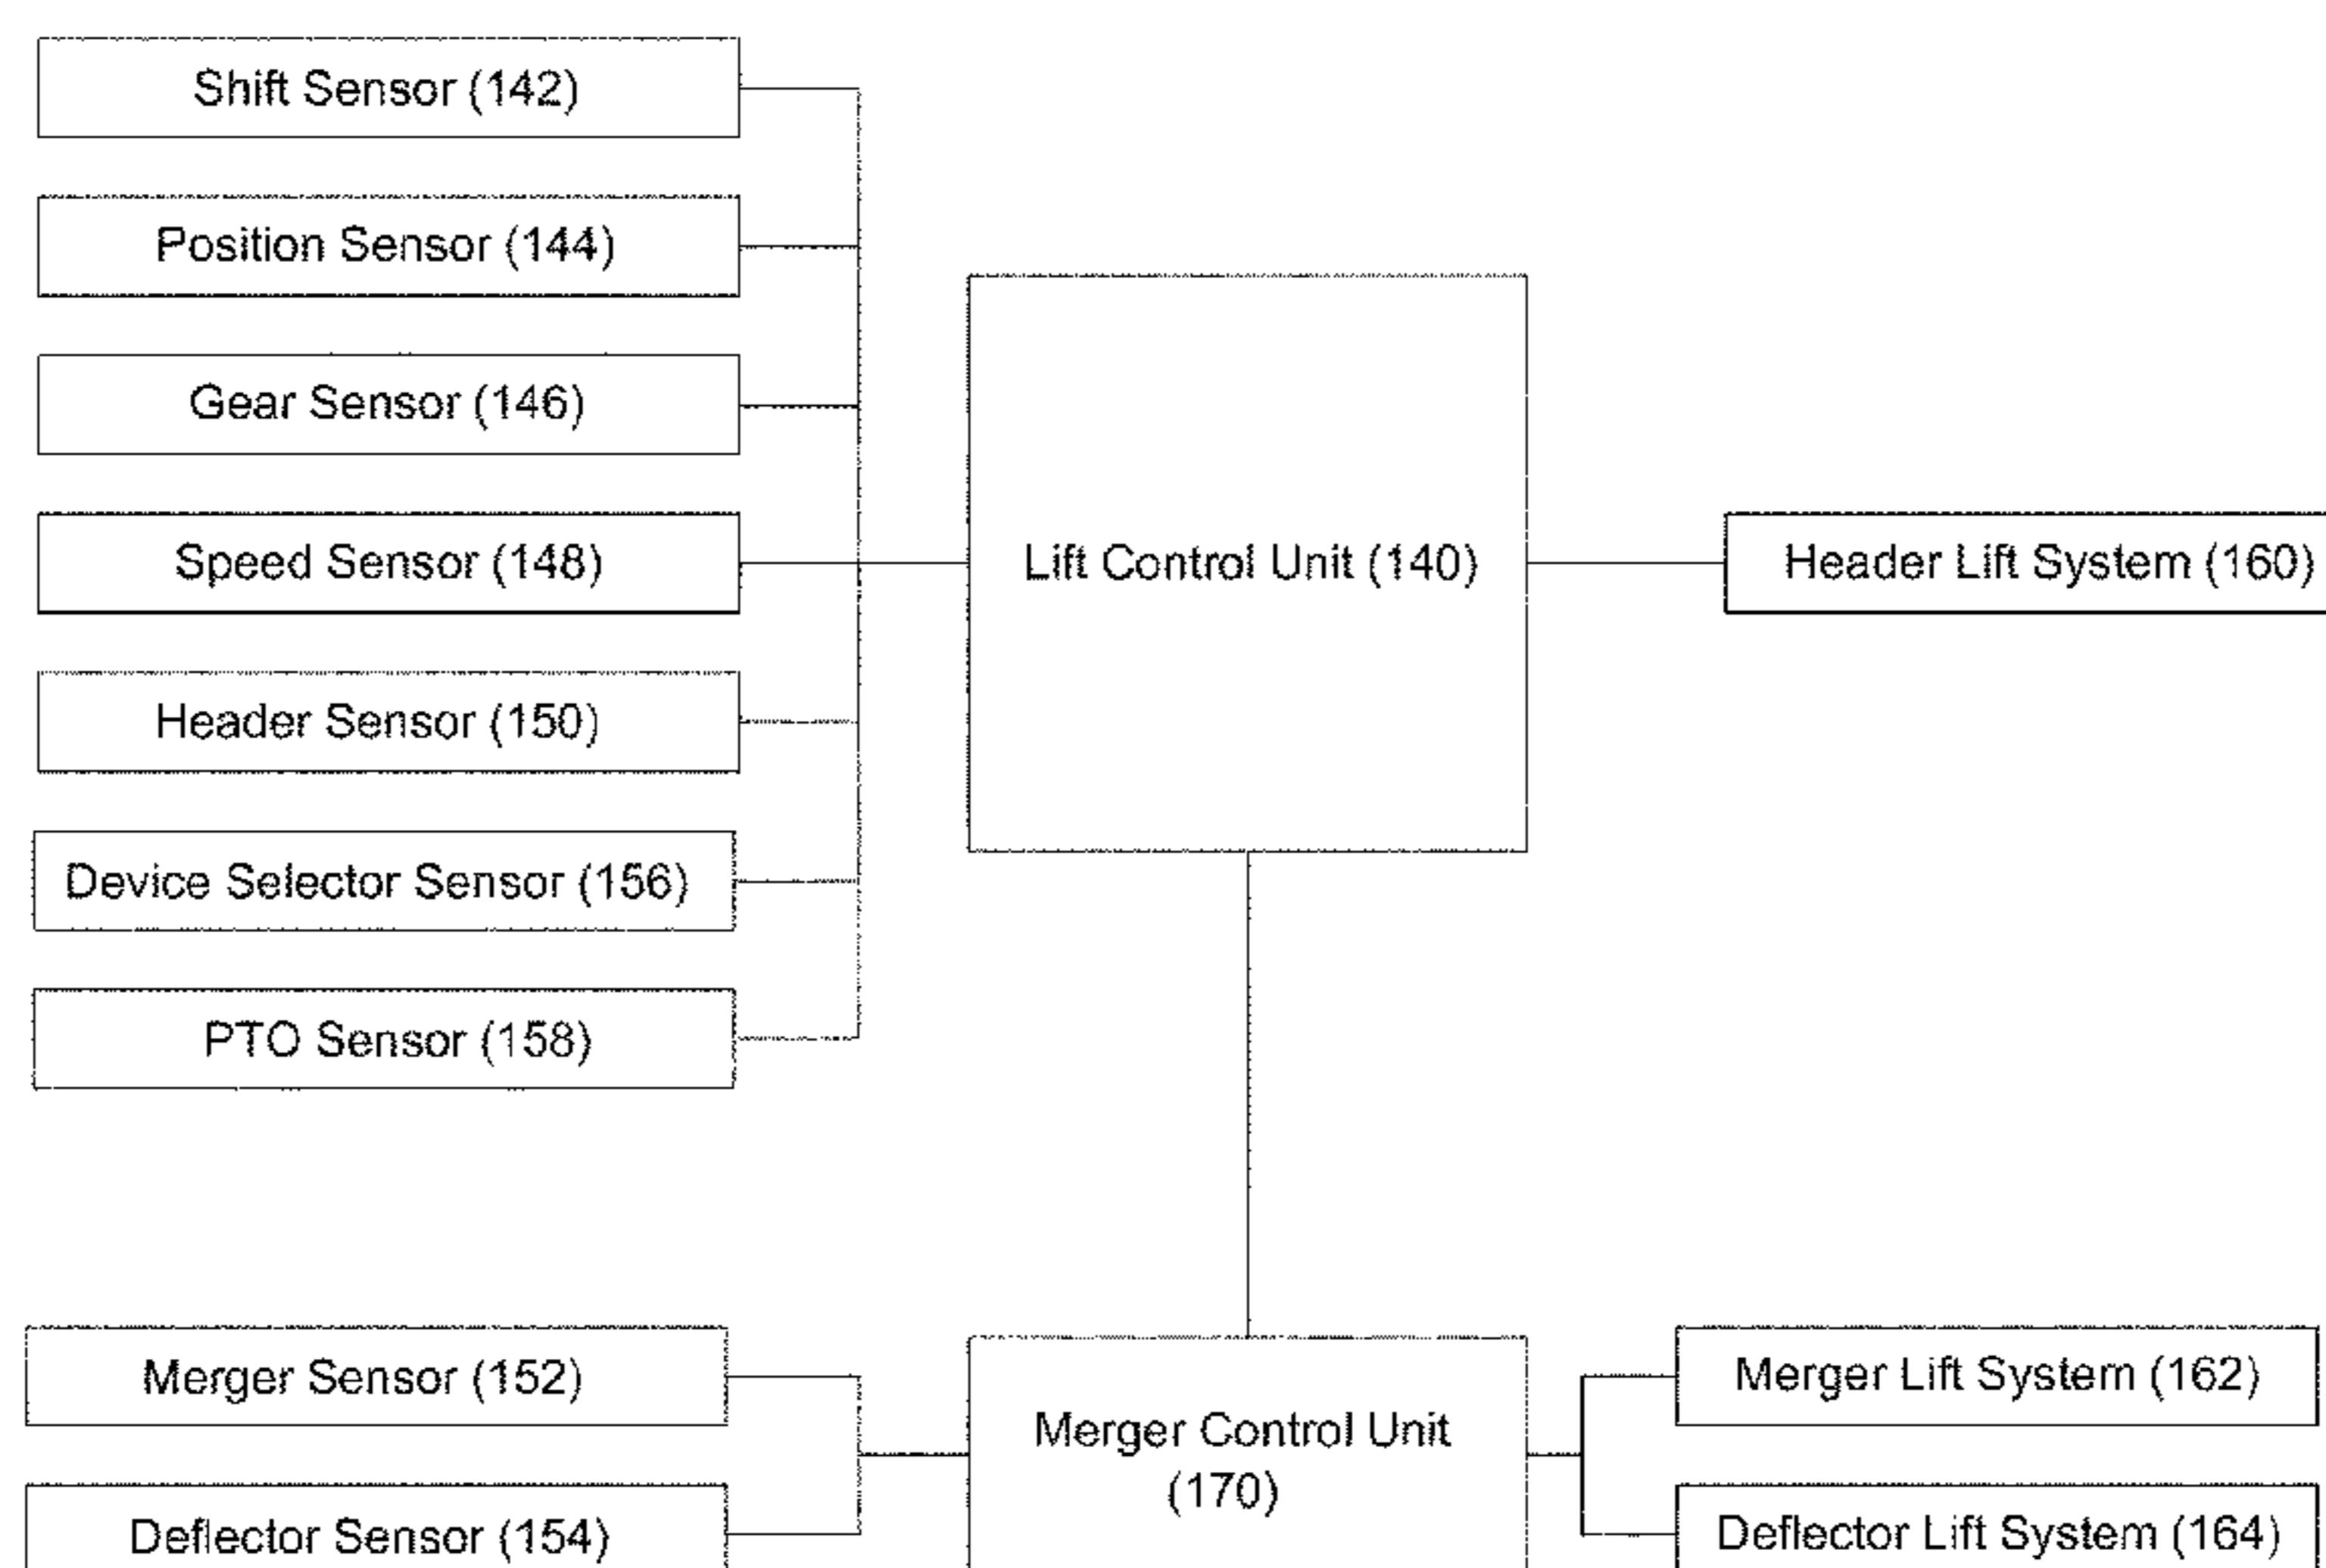 Shift Sensor (142)
Position Sensor (144)
Gear Sensor (146)
Speed Sensor (148)
Header Sensor (150)
Device Selector Sensor (156)
PTO Sensor (158)
Lift Control Unit (140)
Header Lift System (160)
Merger Sensor (152)
Deflector Sensor (154)
Merger Control Unit
(170)
Merger Lift System (162)
Deflector Lift System (164)